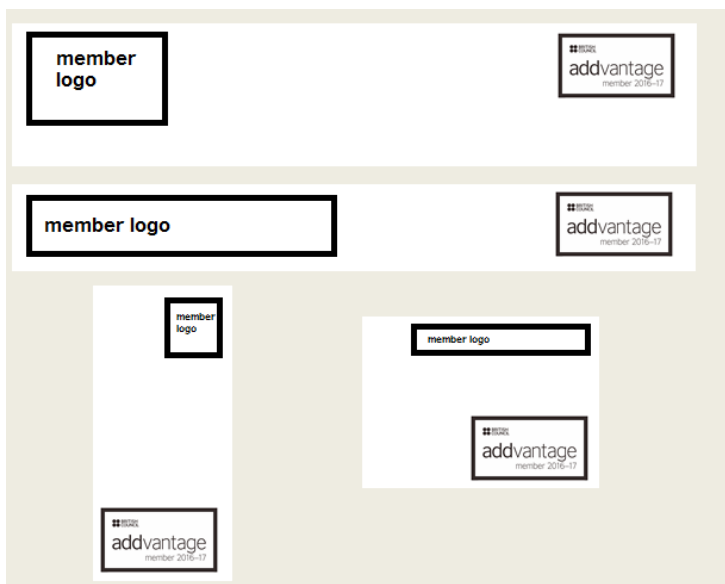 member
logo
BRITISH
COUNCIL
addvantage
member 2016–17
member logo
BRITISH
COUNCIL
addvantage
member 2016–17
member
logo
BRITISH
COUNCIL
addvantage
member 2016–17
member logo
BRITISH
COUNCIL
addvantage
member 2016–17